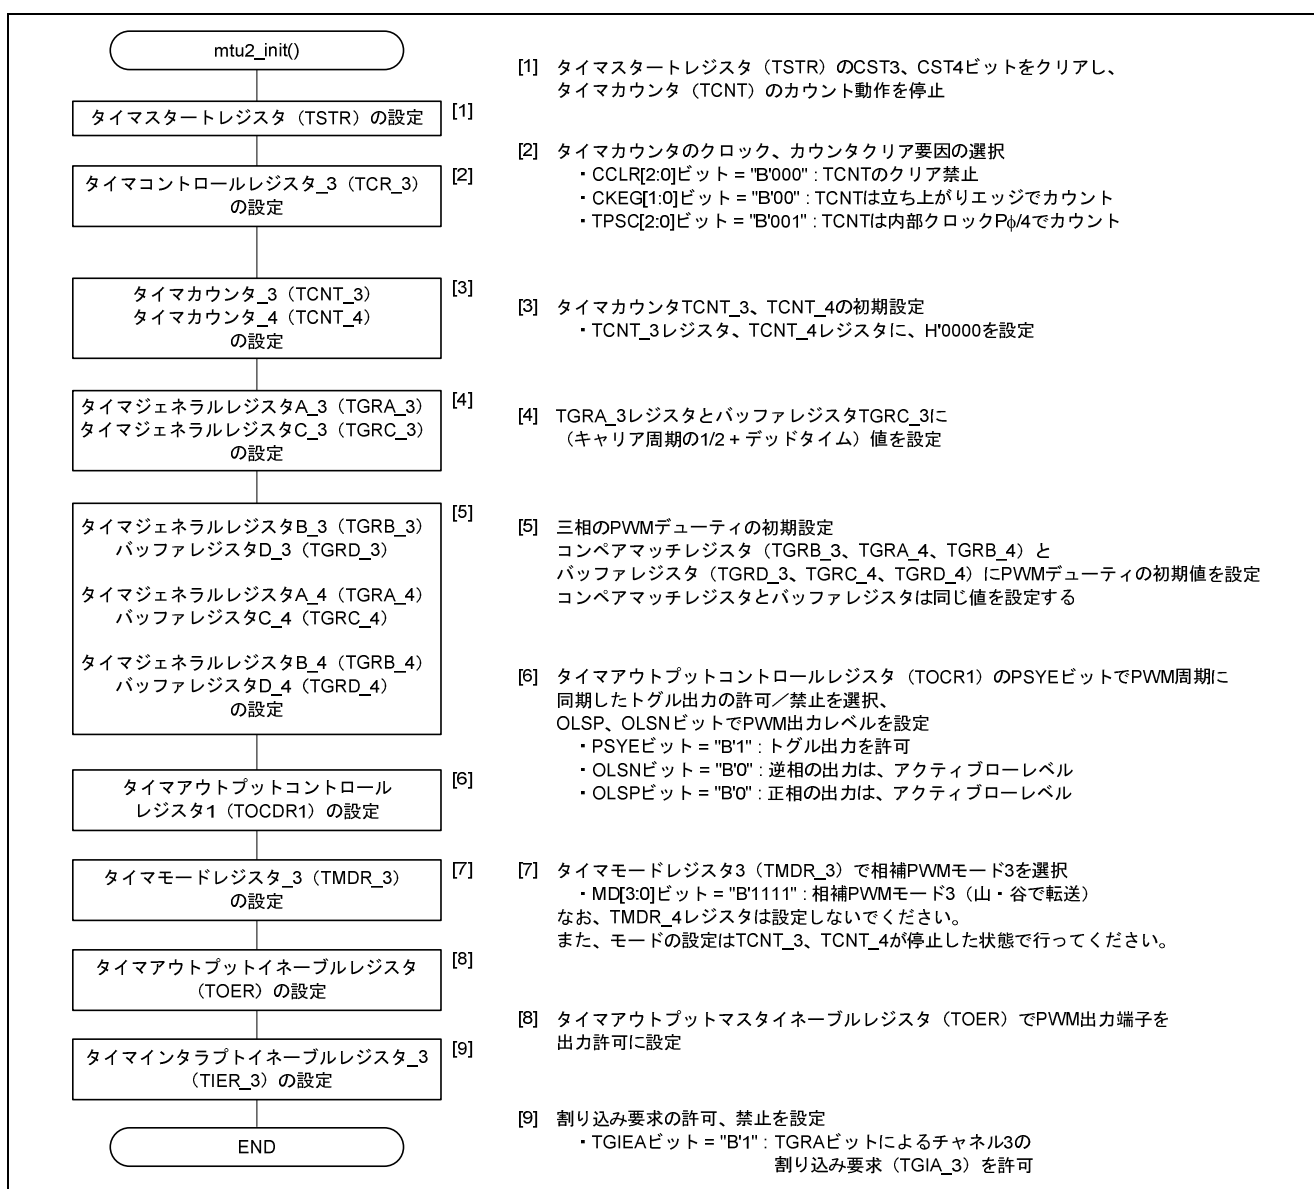 mtu2_init()
タイマスタートレジスタ（TSTR）の設定
[1]
タイマコントロールレジスタ_3（TCR_3）
の設定
[2]
タイマカウンタ_3（TCNT_3）
タイマカウンタ_4（TCNT_4）
の設定
[3]
タイマジェネラルレジスタA_3（TGRA_3）
タイマジェネラルレジスタC_3（TGRC_3）
の設定
[4]
タイマジェネラルレジスタB_3（TGRB_3）
バッファレジスタD_3（TGRD_3）
タイマジェネラルレジスタA_4（TGRA_4）
バッファレジスタC_4（TGRC_4）
タイマジェネラルレジスタB_4（TGRB_4）
バッファレジスタD_4（TGRD_4）
の設定
[5]
タイマアウトプットコントロール
レジスタ1（TOCDR1）の設定
[6]
タイマモードレジスタ_3（TMDR_3）
の設定
[7]
タイマアウトプットイネーブルレジスタ
（TOER）の設定
[8]
タイマインタラプトイネーブルレジスタ_3
（TIER_3）の設定
[9]
END
[1] タイマスタートレジスタ（TSTR）のCST3、CST4ビットをクリアし、
タイマカウンタ（TCNT）のカウント動作を停止
[2] タイマカウンタのクロック、カウンタクリア要因の選択
・CCLR[2:0]ビット = "B'000" : TCNTのクリア禁止
・CKEG[1:0]ビット = "B'00" : TCNTは立ち上がりエッジでカウント
・TPSC[2:0]ビット = "B'001" : TCNTは内部クロックPφ/4でカウント
[3] タイマカウンタTCNT_3、TCNT_4の初期設定
・TCNT_3レジスタ、TCNT_4レジスタに、H'0000を設定
[4] TGRA_3レジスタとバッファレジスタTGRC_3に
（キャリア周期の1/2 + デッドタイム）値を設定
[5] 三相のPWMデューティの初期設定
コンペアマッチレジスタ（TGRB_3、TGRA_4、TGRB_4）と
バッファレジスタ（TGRD_3、TGRC_4、TGRD_4）にPWMデューティの初期値を設定
コンペアマッチレジスタとバッファレジスタは同じ値を設定する
[6] タイマアウトプットコントロールレジスタ（TOCR1）のPSYEビットでPWM周期に
同期したトグル出力の許可／禁止を選択、
OLSP、OLSNビットでPWM出力レベルを設定
・PSYEビット = "B'1" : トグル出力を許可
・OLSNビット = "B'0" : 逆相の出力は、アクティブローレベル
・OLSPビット = "B'0" : 正相の出力は、アクティブローレベル
[7] タイマモードレジスタ3（TMDR_3）で相補PWMモード3を選択
・MD[3:0]ビット = "B'1111" : 相補PWMモード3（山・谷で転送）
なお、TMDR_4レジスタは設定しないでください。
また、モードの設定はTCNT_3、TCNT_4が停止した状態で行ってください。
[8] タイマアウトプットマスタイネーブルレジスタ（TOER）でPWM出力端子を
出力許可に設定
[9] 割り込み要求の許可、禁止を設定
・TGIEAビット = "B'1" : TGRAビットによるチャネル3の
割り込み要求（TGIA_3）を許可